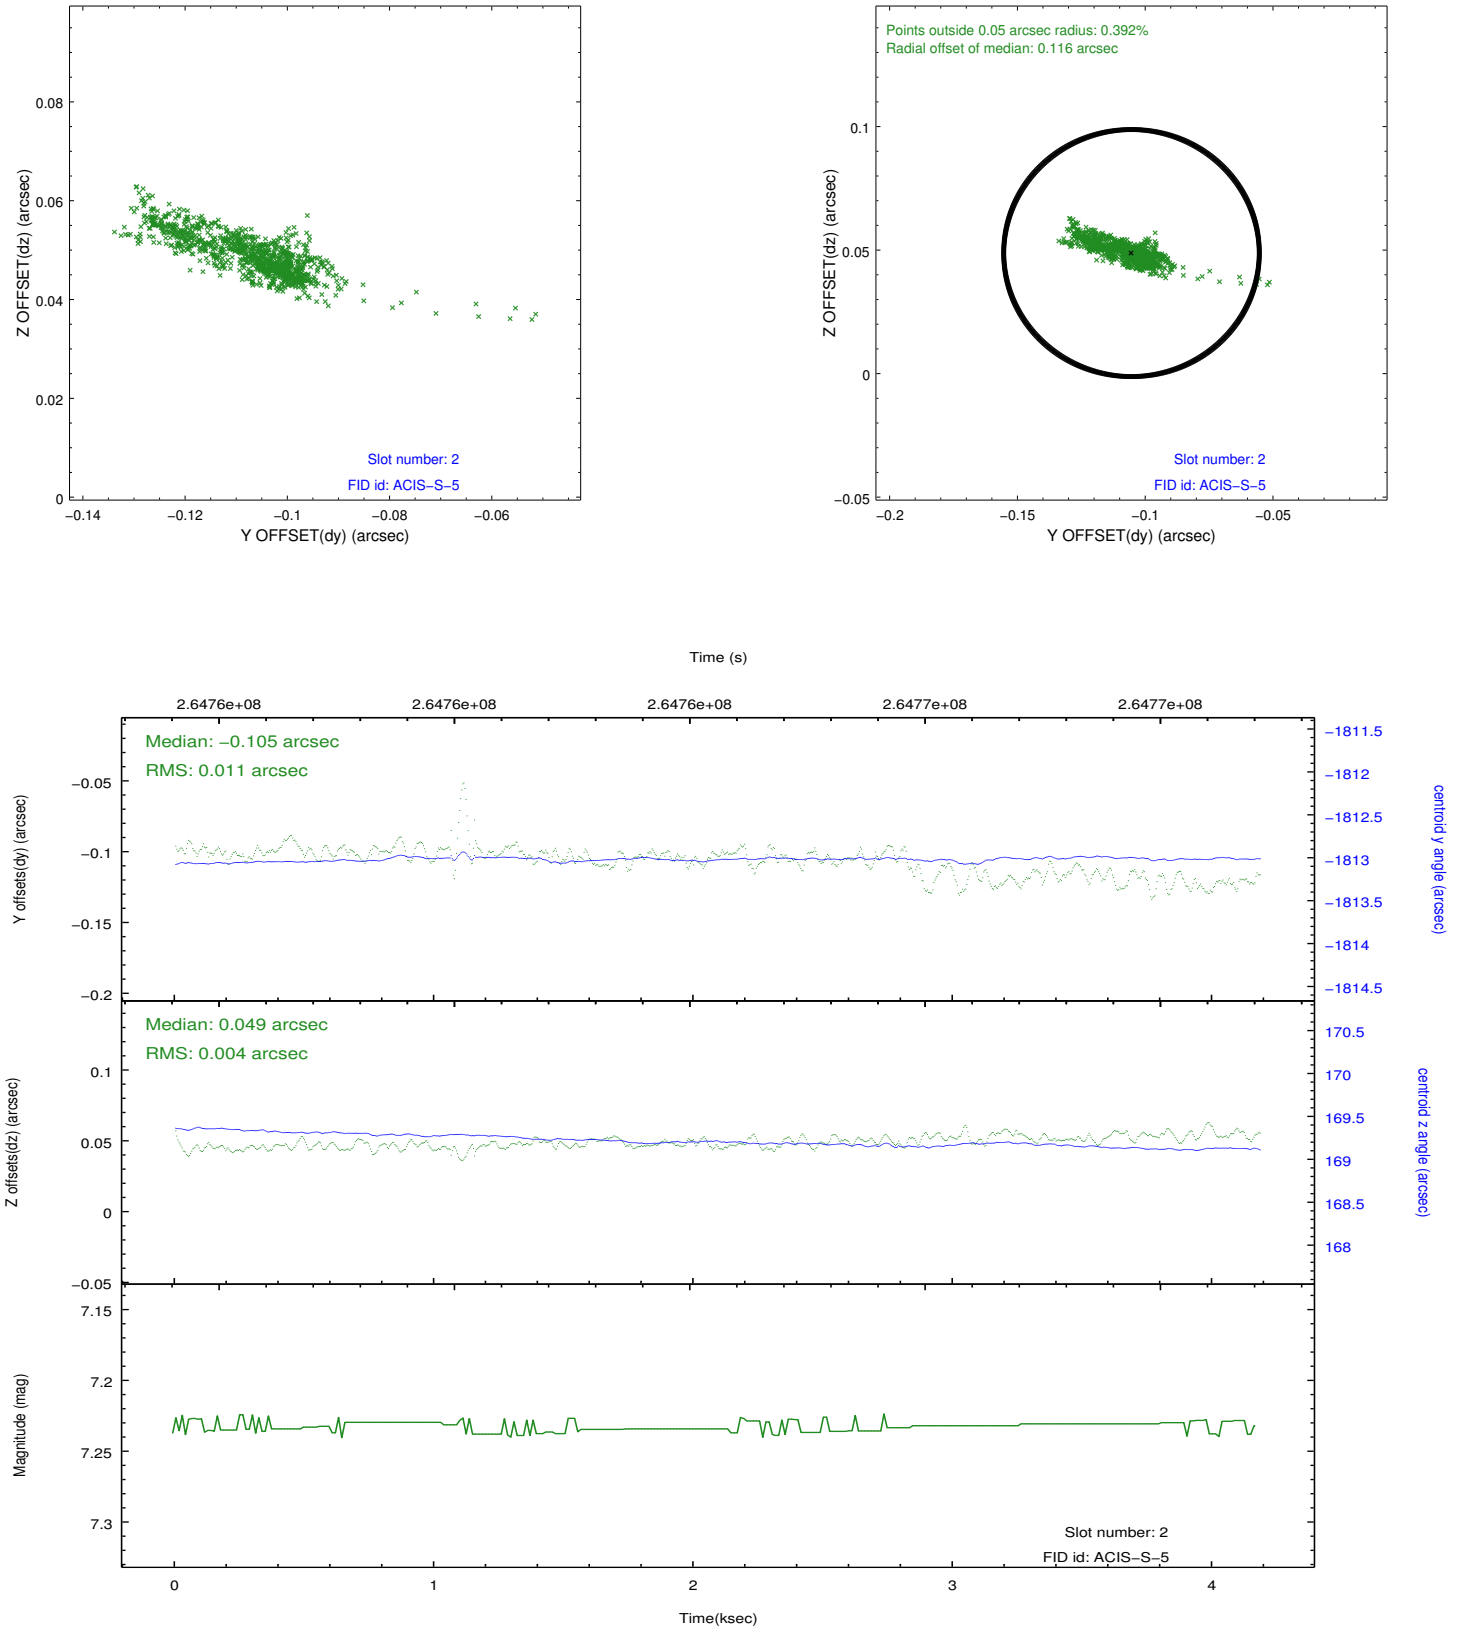 0.08
0.06
0.04
0.02
0
Z OFFSET(dz) (arcsec)
−0.14 −0.12 −0.1 −0.08 −0.06
Y OFFSET(dy) (arcsec)
Slot number: 2
FID id: ACIS−S−5
Points outside 0.05 arcsec radius: 0.392%
Radial offset of median: 0.116 arcsec
0.1
0.05
0
−0.05
Z OFFSET(dz) (arcsec)
−0.2 −0.15 −0.1 −0.05
Y OFFSET(dy) (arcsec)
Slot number: 2
FID id: ACIS−S−5
Time (s)
2.6476e+08 2.6476e+08 2.6476e+08 2.6477e+08 2.6477e+08
Median: −0.105 arcsec
RMS: 0.011 arcsec
−0.05
−0.1
−0.15
−0.2
Y offsets(dy) (arcsec)
−1811.5
−1812
−1812.5
−1813
−1813.5
−1814
−1814.5
centroid y angle (arcsec)
Median: 0.049 arcsec
RMS: 0.004 arcsec
0.1
0.05
0
−0.05
Z offsets(dz) (arcsec)
170.5
170
169.5
169
168.5
168
centroid z angle (arcsec)
7.15
7.2
7.25
7.3
Magnitude (mag)
Slot number: 2
FID id: ACIS−S−5
0 1 2 3 4
Time(ksec)